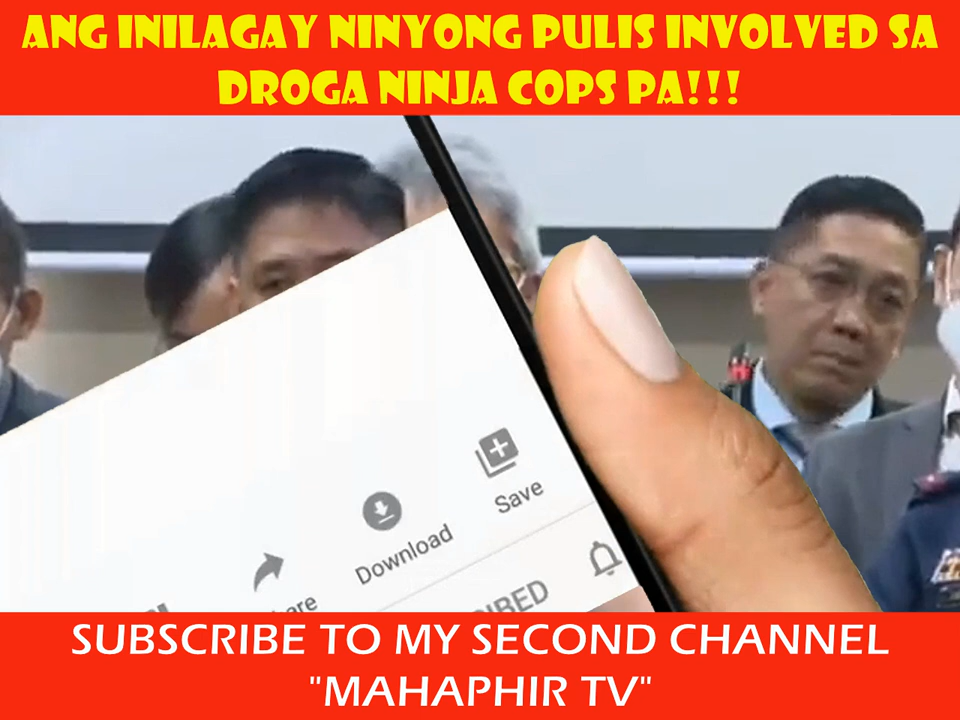 ANG INILAGAY NINYONG PULIS INVOLVED SA
DROGA NINJA COPS PA!!!
Save
Download
SUBSCRIBE TO MY SECOND CHANNEL
"MAHAPHIR TV"